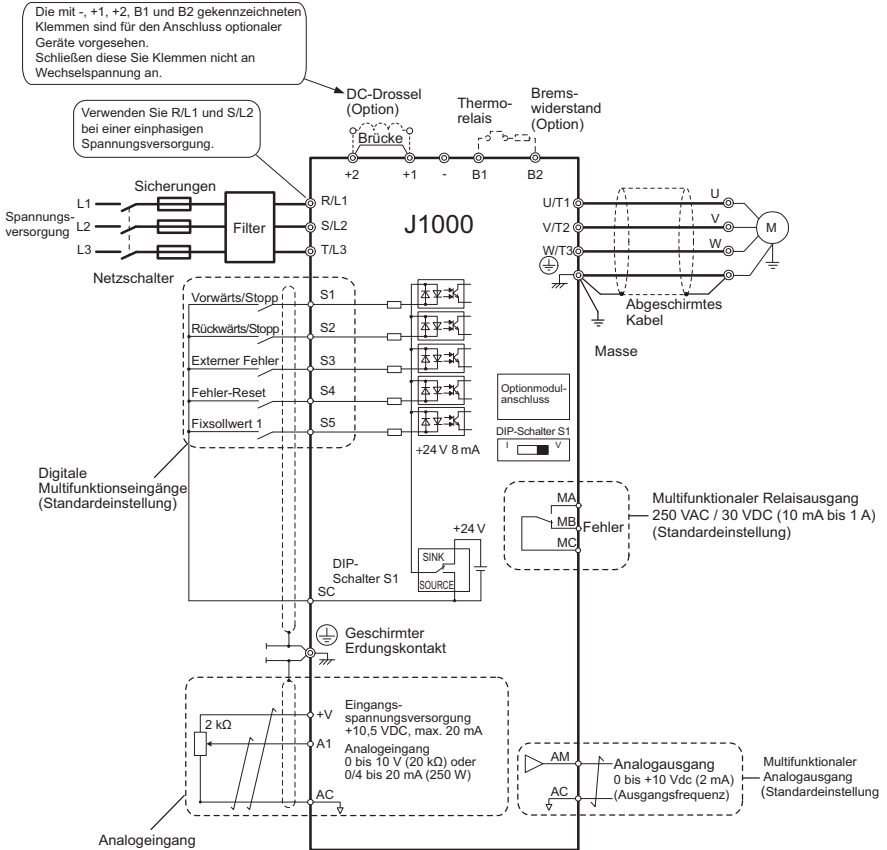 Die mit -, +1, +2, B1 und B2 gekennzeichneten
Klemmen sind für den Anschluss optionaler
Geräte vorgesehen.
Schließen diese Sie Klemmen nicht an
Wechselspannung an.
Verwenden Sie R/L1 und S/L2
bei einer einphasigen
Spannungsversorgung.
DC-Drossel
(Option)
Brücke
Thermo-
relais
Brems-
widerstand
(Option)
+2
+1
-
B1
B2
Sicherungen
L1
L2
L3
Spannungs-
versorgung
Netzschalter
Filter
R/L1
S/L2
T/L3
J1000
U/T1
V/T2
W/T3
U
V
W
M
Abgeschirmtes
Kabel
Masse
Vorwärts/Stopp
S1
Rückwärts/Stopp
S2
Externer Fehler
S3
Fehler-Reset
S4
Fixsollwert 1
S5
+24 V 8 mA
Digitale
Multifunktionseingänge
(Standardeinstellung)
Optionmodul-
anschluss
DIP-Schalter S1
I
V
MA
MB
MC
Fehler
Multifunktionaler Relaisausgang
250 VAC / 30 VDC (10 mA bis 1 A)
(Standardeinstellung)
+24 V
SINK
SOURCE
DIP-
Schalter S1
SC
Geschirmter
Erdungskontakt
2 kΩ
+V
Eingangs-
spannungsversorgung
+10,5 VDC, max. 20 mA
A1
Analogeingang
0 bis 10 V (20 kΩ) oder
0/4 bis 20 mA (250 W)
AC
Analogeingang
AM
AC
Analogausgang
0 bis +10 Vdc (2 mA)
(Ausgangsfrequenz)
Multifunktionaler
Analogausgang
(Standardeinstellung